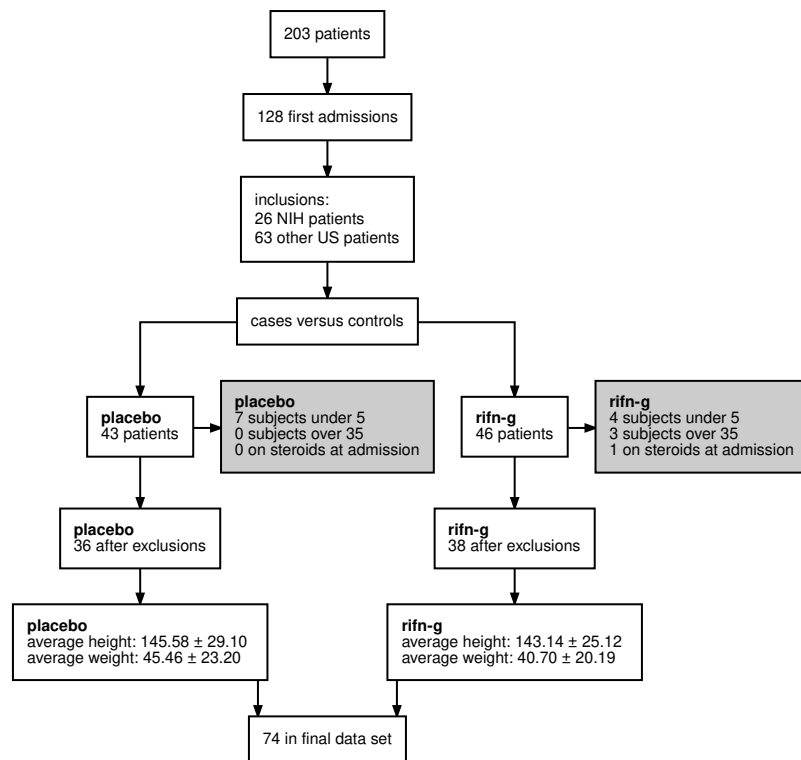 203 patients
128 first admissions
inclusions:
26 NIH patients
63 other US patients
cases versus controls
placebo
43 patients
placebo
7 subjects under 5
0 subjects over 35
0 on steroids at admission
rifn-g
46 patients
rifn-g
4 subjects under 5
3 subjects over 35
1 on steroids at admission
placebo
36 after exclusions
rifn-g
38 after exclusions
placebo
average height: 145.58 ± 29.10
average weight: 45.46 ± 23.20
rifn-g
average height: 143.14 ± 25.12
average weight: 40.70 ± 20.19
74 in final data set